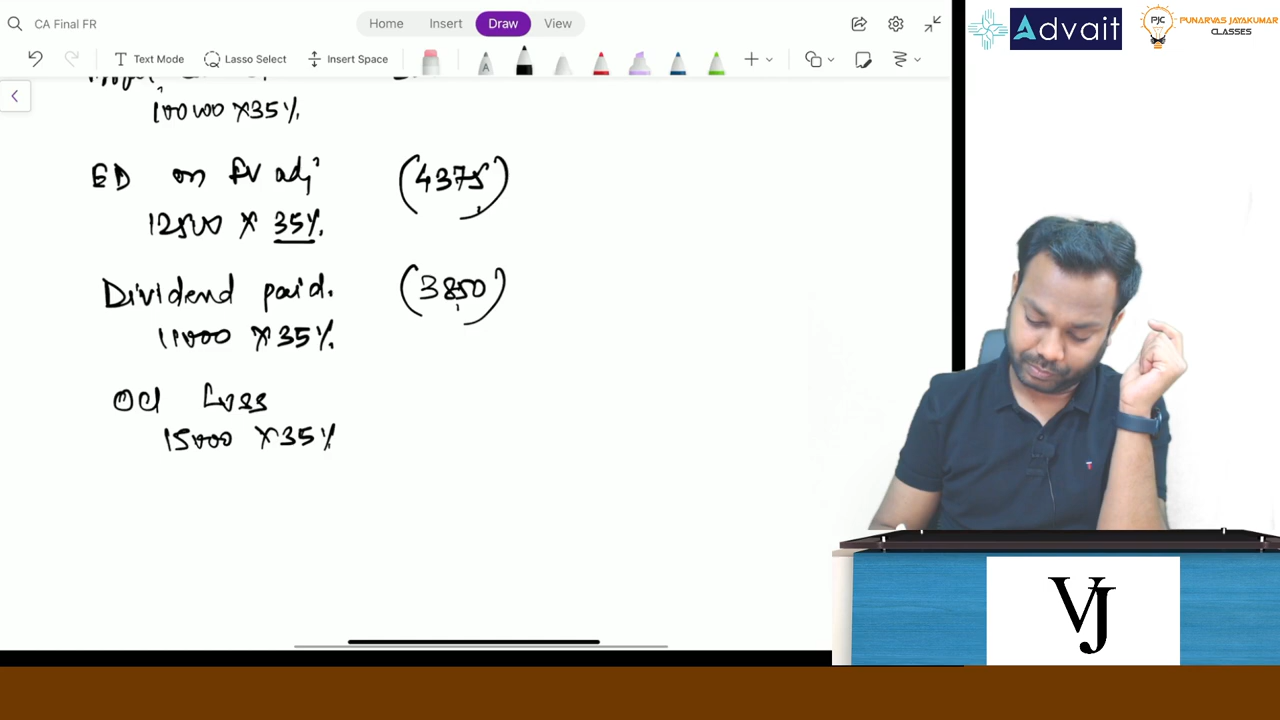 CA Final FR
Home Insert Draw View
Advait
PJC
PUNARVAS JAYAKUMAR
CLASSES
Text Mode Lasso Select Insert Space
100000 X 35%
ED on FV adj (4375)
12500 X 35%.
Dividend paid. (3850)
11000 X 35%.
OCI Loss
15000 X 35%
VJ